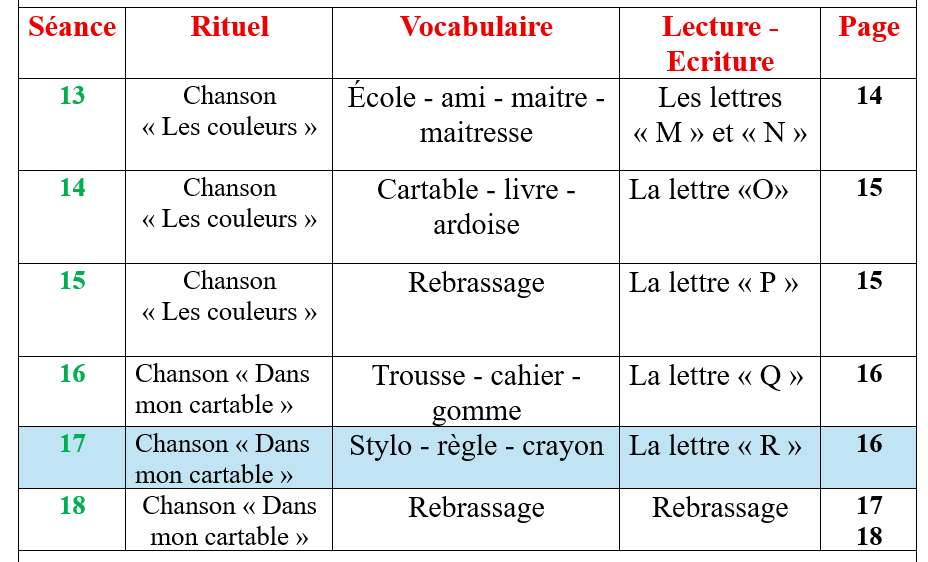 Séance Rituel Vocabulaire Lecture - Ecriture Page
13 Chanson « Les couleurs » École - ami - maitre - maitresse Les lettres « M » et « N » 14
14 Chanson « Les couleurs » Cartable - livre - ardoise La lettre «O» 15
15 Chanson « Les couleurs » Rebrassage La lettre « P » 15
16 Chanson « Dans mon cartable » Trousse - cahier - gomme La lettre « Q » 16
17 Chanson « Dans mon cartable » Stylo - règle - crayon La lettre « R » 16
18 Chanson « Dans mon cartable » Rebrassage Rebrassage 17 18